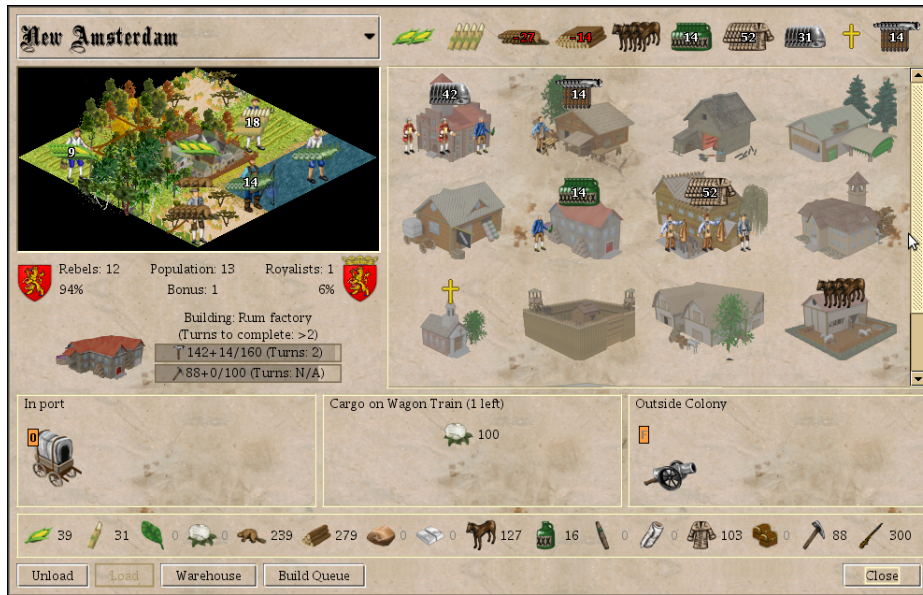 New Amsterdam
-27 -14 14 52 31 14
42 14
18
9
14
14 52
Rebels: 12 Population: 13 Royalists: 1
94% Bonus: 1 6%
Building: Rum factory
(Turns to complete: >2)
142+14/160 (Turns: 2)
88+0/100 (Turns: N/A)
In port Cargo on Wagon Train (1 left) Outside Colony
0 100 F
39 31 0 0 239 279 0 0 127 16 0 0 103 0 88 300
Unload Load Warehouse Build Queue Close